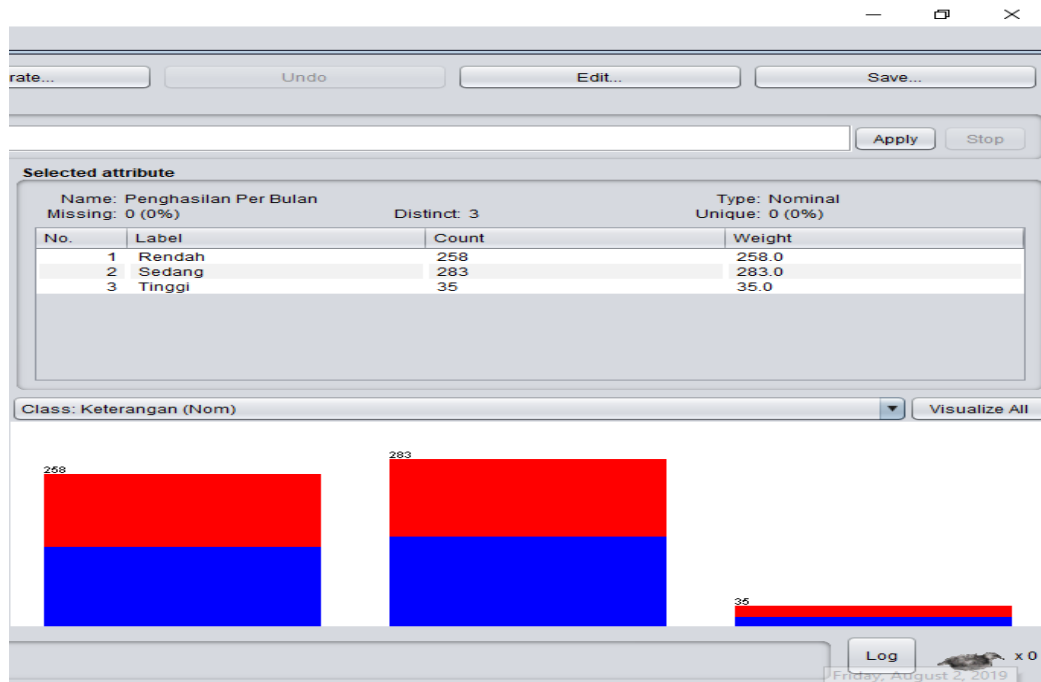 rate... Undo Edit... Save...
Apply Stop
Selected attribute
Name: Penghasilan Per Bulan Type: Nominal
Missing: 0 (0%) Distinct: 3 Unique: 0 (0%)
No. Label Count Weight
1 Rendah 258 258.0
2 Sedang 283 283.0
3 Tinggi 35 35.0
Class: Keterangan (Nom) Visualize All
258
283
35
Log x 0
Friday, August 2, 2019